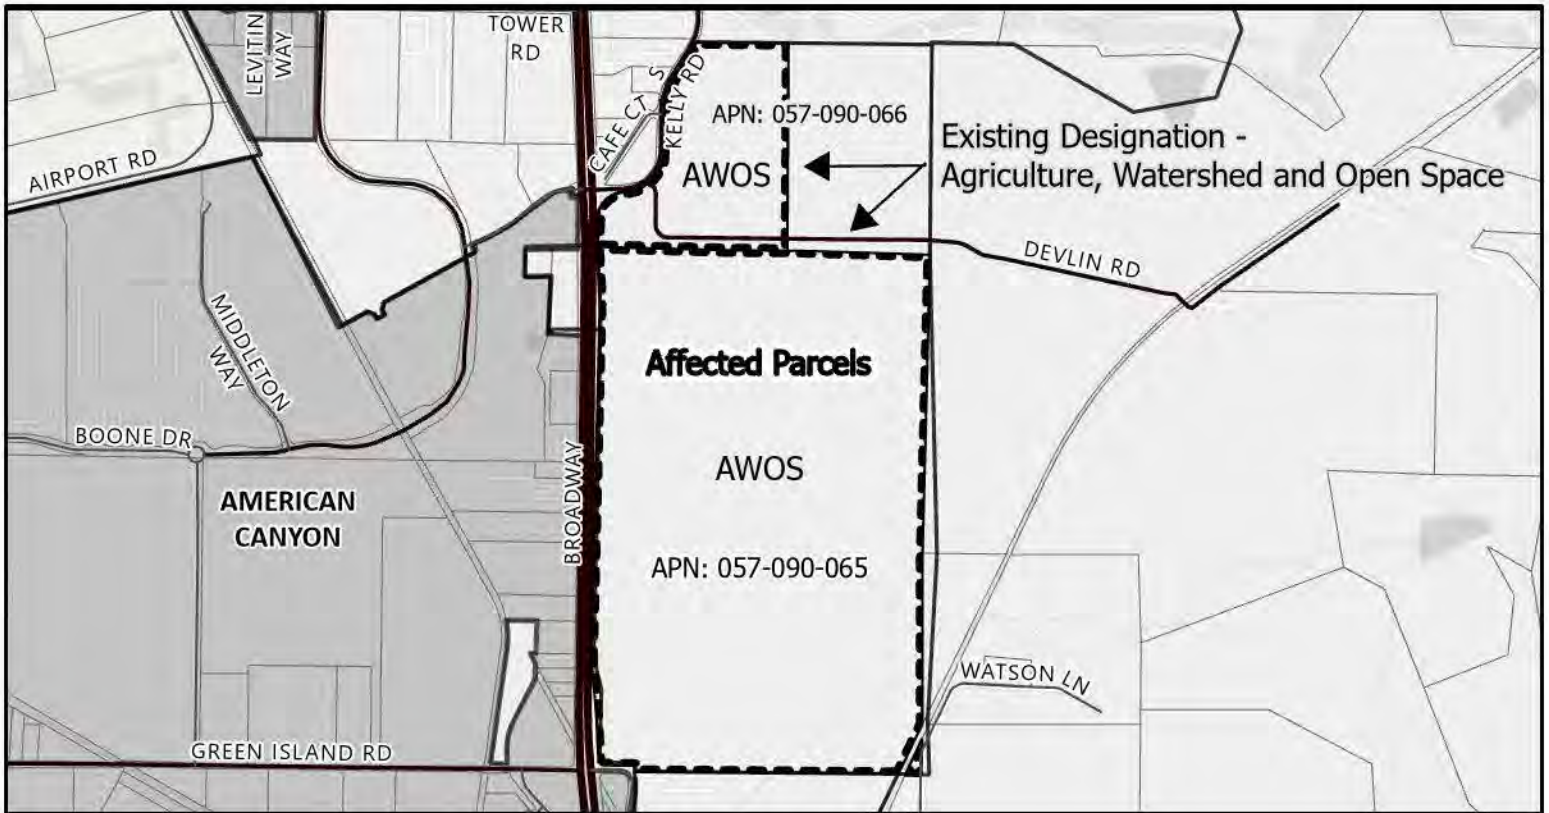 LEVITIN
WAY
TOWER
RD
CAFE CT
S
KELLY RD
APN: 057-090-066
AWOS
Existing Designation -
Agriculture, Watershed and Open Space
AIRPORT RD
DEVLIN RD
MIDDLETON
WAY
Affected Parcels
AWOS
BOONE DR
BROADWAY
AMERICAN
CANYON
APN: 057-090-065
WATSON LN
GREEN ISLAND RD